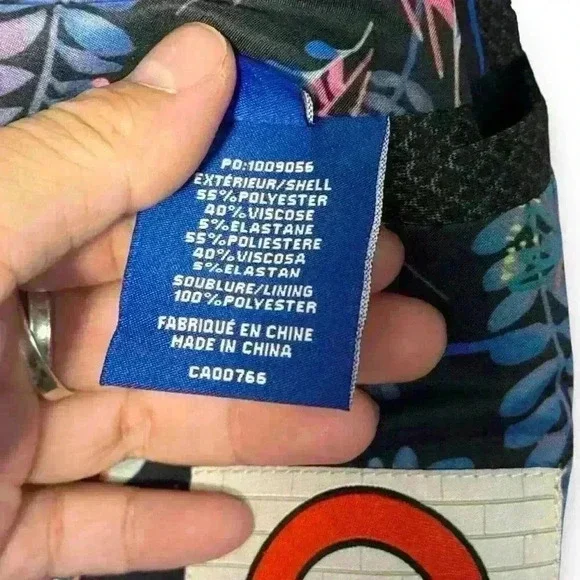 PO:1009056
EXTÉRIEUR/SHELL
55%POLYESTER
40%VISCOSE
5%ELASTANE
55%POLIESTERE
40%VISCOSA
5%ELASTAN
SOUBLURE/LINING
100%POLYESTER
FABRIQUÉ EN CHINE
MADE IN CHINA
CA00766